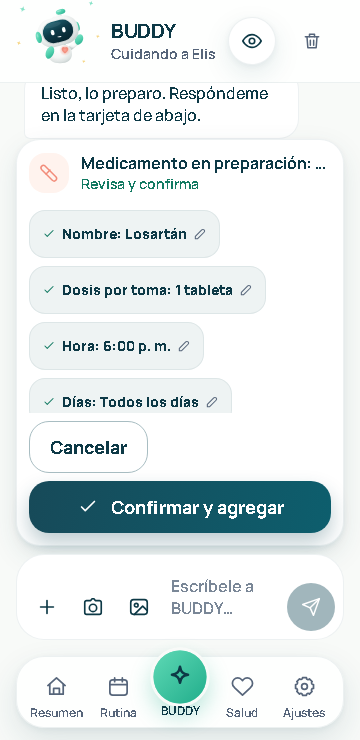 BUDDY
Cuidando a Elis
Listo, lo preparo. Respóndeme
en la tarjeta de abajo.
Medicamento en preparación: ...
Revisa y confirma
Nombre: Losartán
Dosis por toma: 1 tableta
Hora: 6:00 p. m.
Días: Todos los días
Cancelar
Confirmar y agregar
Escríbele a
BUDDY...
Resumen
Rutina
BUDDY
Salud
Ajustes